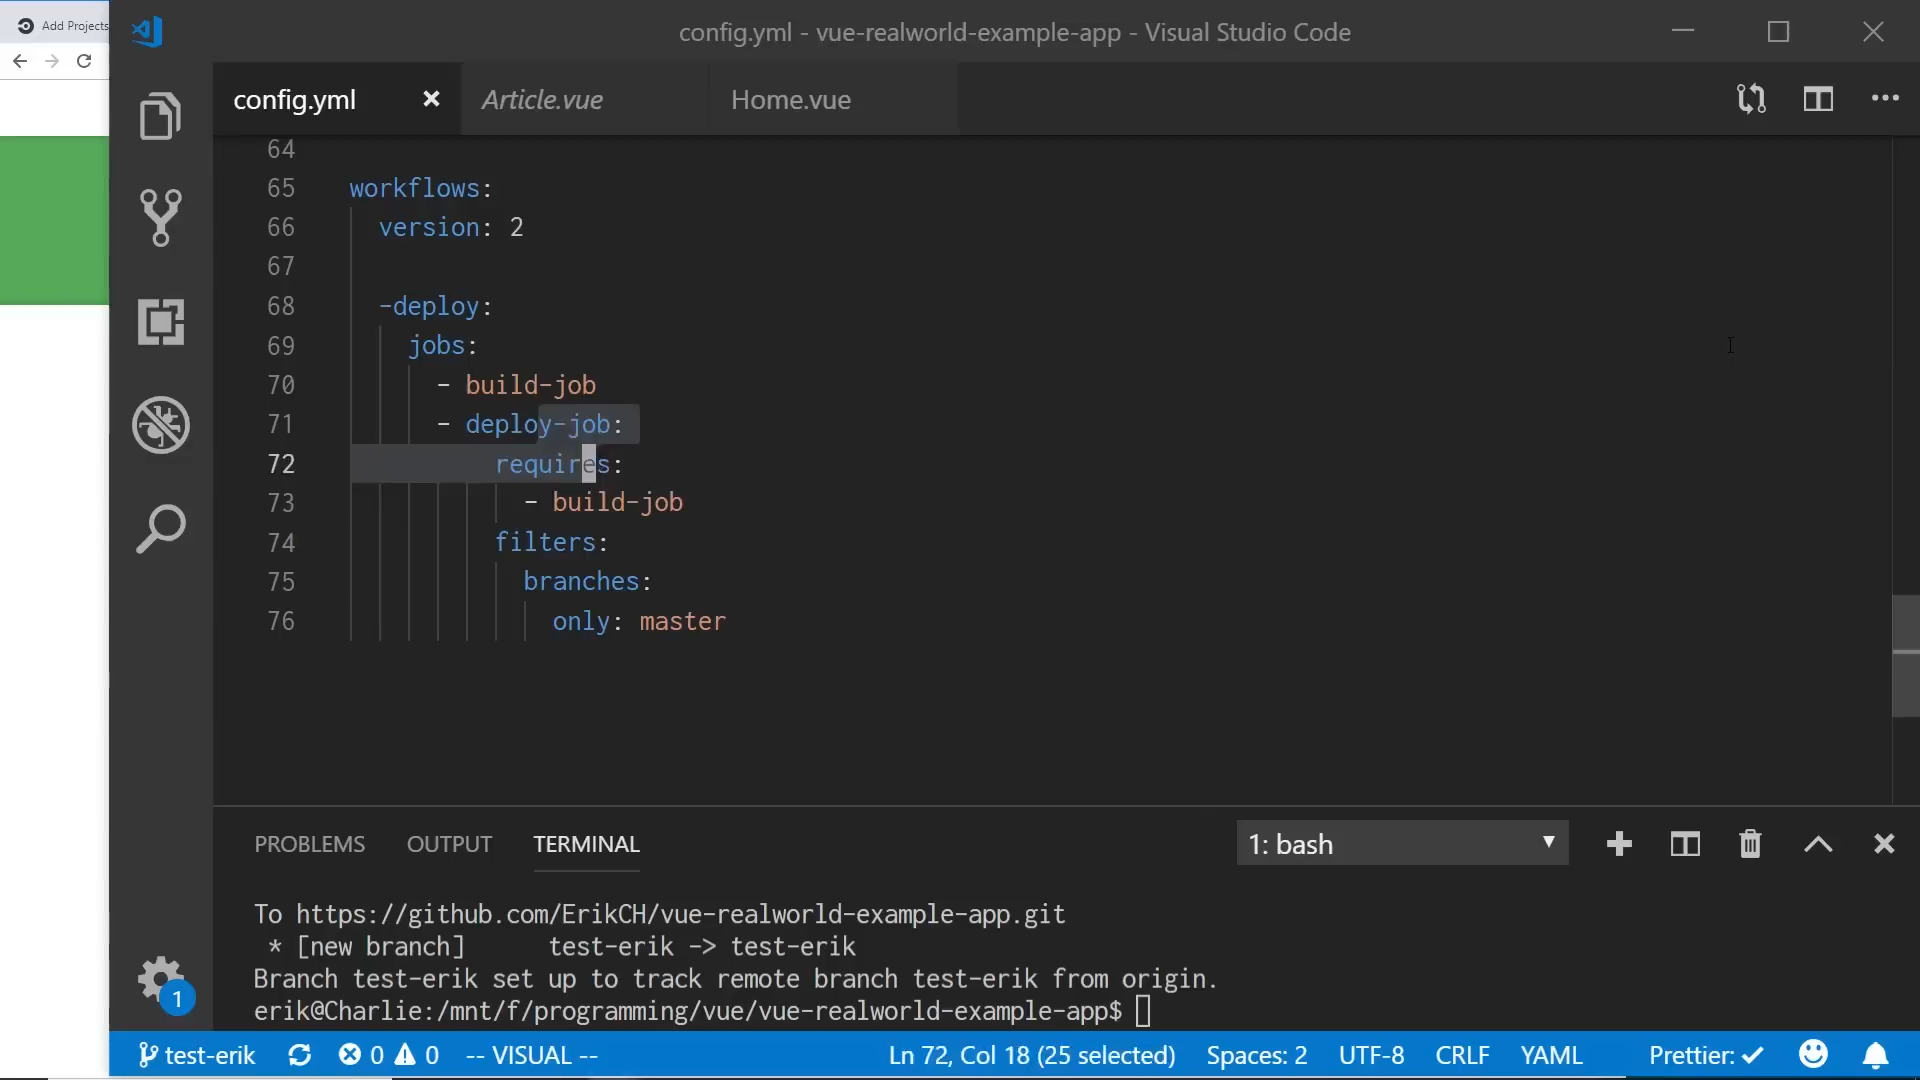 Add Projects
config.yml - vue-realworld-example-app - Visual Studio Code
config.yml Article.vue Home.vue
64
65 workflows:
66 version: 2
67
68 -deploy:
69 jobs:
70 - build-job
71 - deploy-job:
72 requires:
73 - build-job
74 filters:
75 branches:
76 only: master
PROBLEMS OUTPUT TERMINAL 1: bash
To https://github.com/ErikCH/vue-realworld-example-app.git
* [new branch] test-erik -> test-erik
Branch test-erik set up to track remote branch test-erik from origin.
erik@Charlie:/mnt/f/programming/vue/vue-realworld-example-app$
1
test-erik 0 0 -- VISUAL -- Ln 72, Col 18 (25 selected) Spaces: 2 UTF-8 CRLF YAML Prettier: ✓